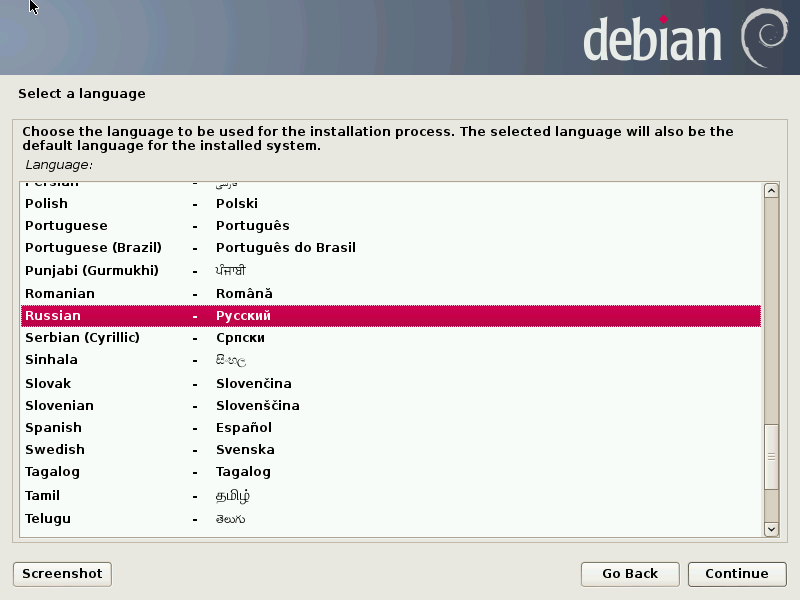 debian
Select a language
Choose the language to be used for the installation process. The selected language will also be the
default language for the installed system.
Language:
Persian - فارسی
Polish - Polski
Portuguese - Português
Portuguese (Brazil) - Português do Brasil
Punjabi (Gurmukhi) - ਪੰਜਾਬੀ
Romanian - Română
Russian - Русский
Serbian (Cyrillic) - Српски
Sinhala - සිංහල
Slovak - Slovenčina
Slovenian - Slovenščina
Spanish - Español
Swedish - Svenska
Tagalog - Tagalog
Tamil - தமிழ்
Telugu - తెలుగు
Screenshot
Go Back
Continue